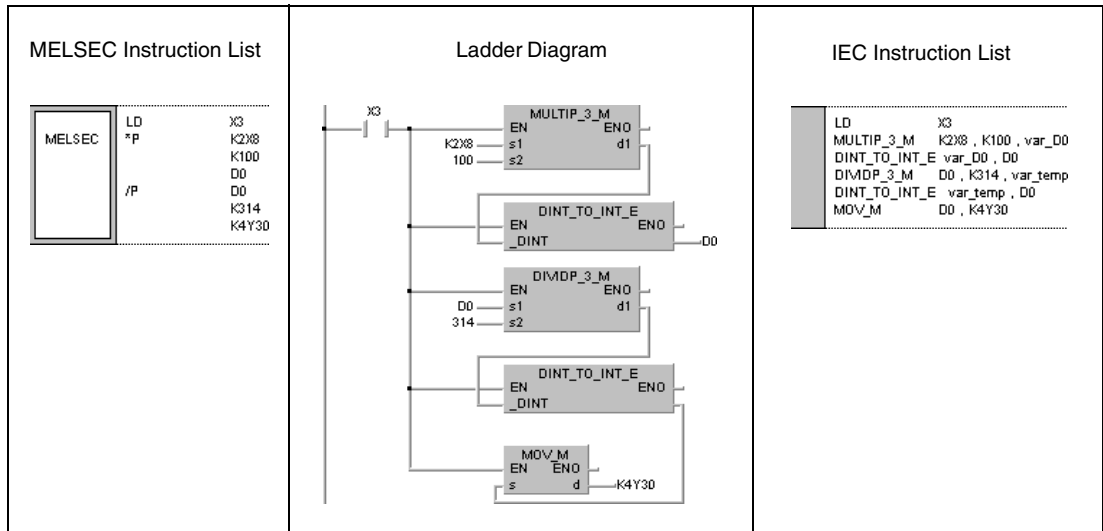 MELSEC Instruction List
MELSEC
LD X3
*P K2X8
K100
D0
/P D0
K314
K4Y30
Ladder Diagram
X3
MULTIP_3_M
EN ENO
K2X8 s1 d1
100 s2
DINT_TO_INT_E
EN ENO
_DINT D0
DIVIDP_3_M
EN ENO
D0 s1 d1
314 s2
DINT_TO_INT_E
EN ENO
_DINT
MOV_M
EN ENO
s d K4Y30
IEC Instruction List
LD X3
MULTIP_3_M K2X8 , K100 , var_D0
DINT_TO_INT_E var_D0 , D0
DIVIDP_3_M D0 , K314 , var_temp
DINT_TO_INT_E var_temp , D0
MOV_M D0 , K4Y30